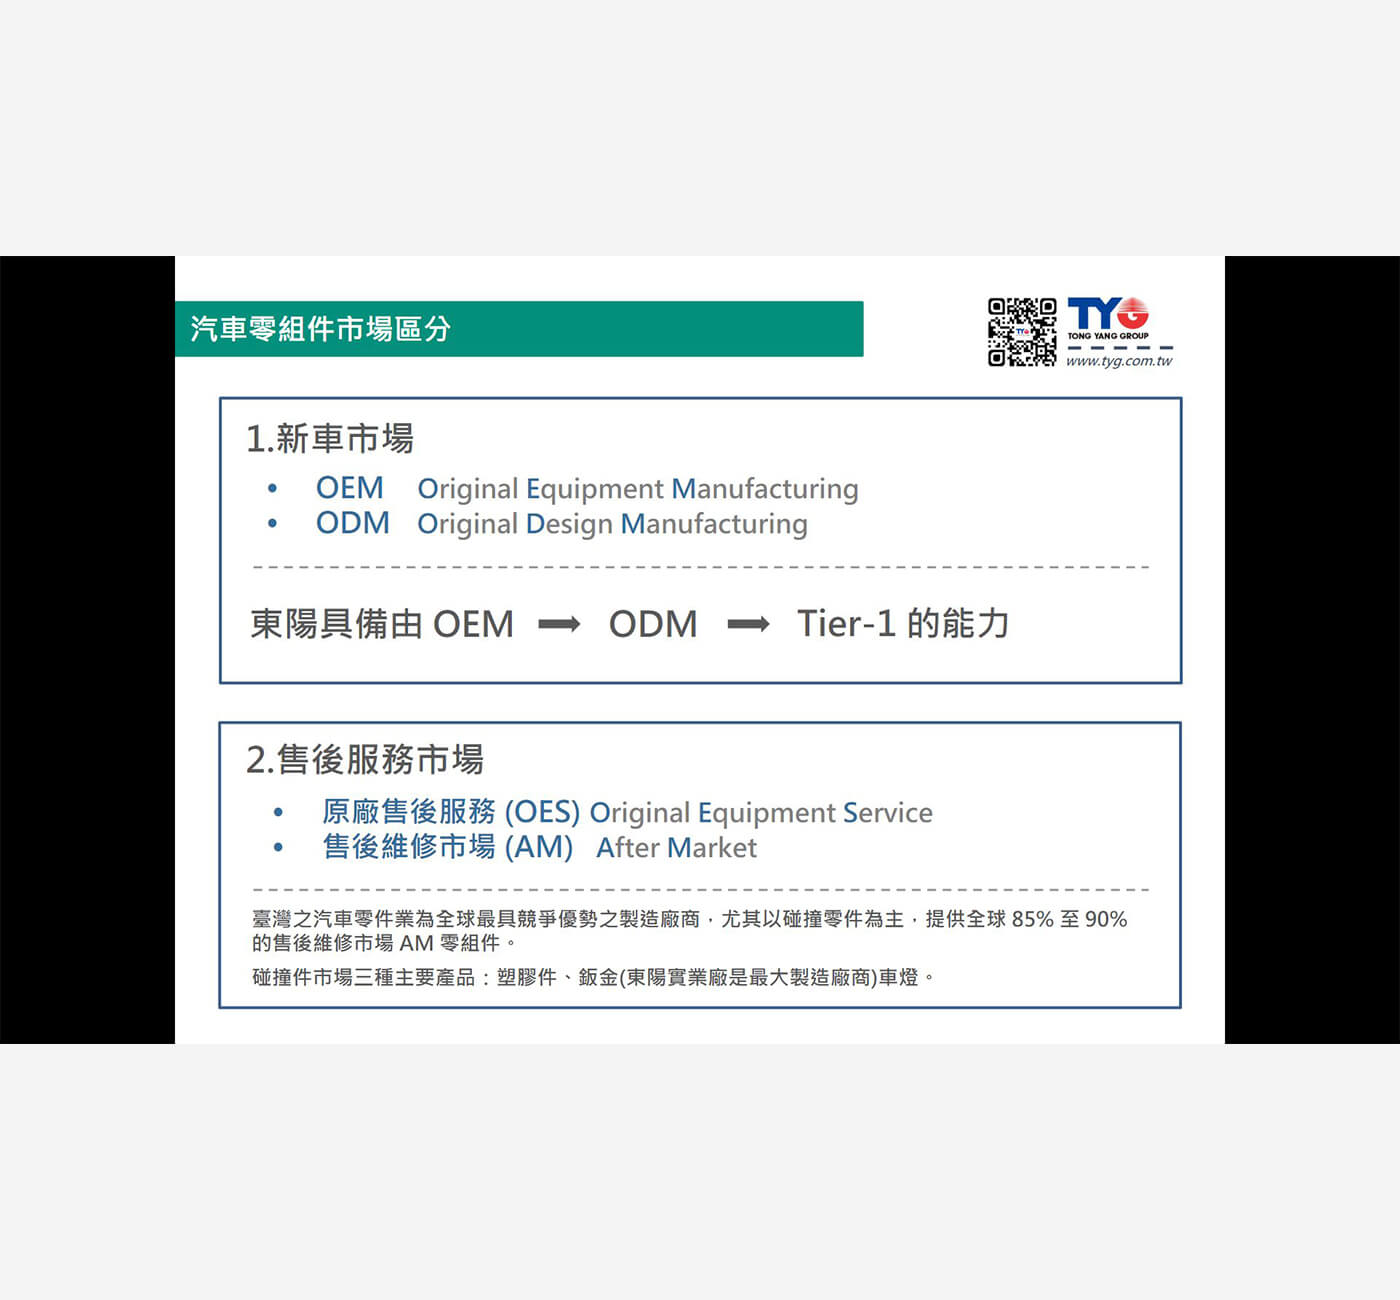 汽車零組件市場區分
TYG
TONG YANG GROUP
www.tyg.com.tw
1.新車市場
• OEM Original Equipment Manufacturing
• ODM Original Design Manufacturing
東陽具備由 OEM ➡ ODM ➡ Tier-1 的能力
2.售後服務市場
• 原廠售後服務 (OES) Original Equipment Service
• 售後維修市場 (AM) After Market
臺灣之汽車零件業為全球最具競爭優勢之製造廠商，尤其以碰撞零件為主，提供全球 85% 至 90%
的售後維修市場 AM 零組件。
碰撞件市場三種主要產品：塑膠件、鈑金(東陽實業廠是最大製造廠商)車燈。